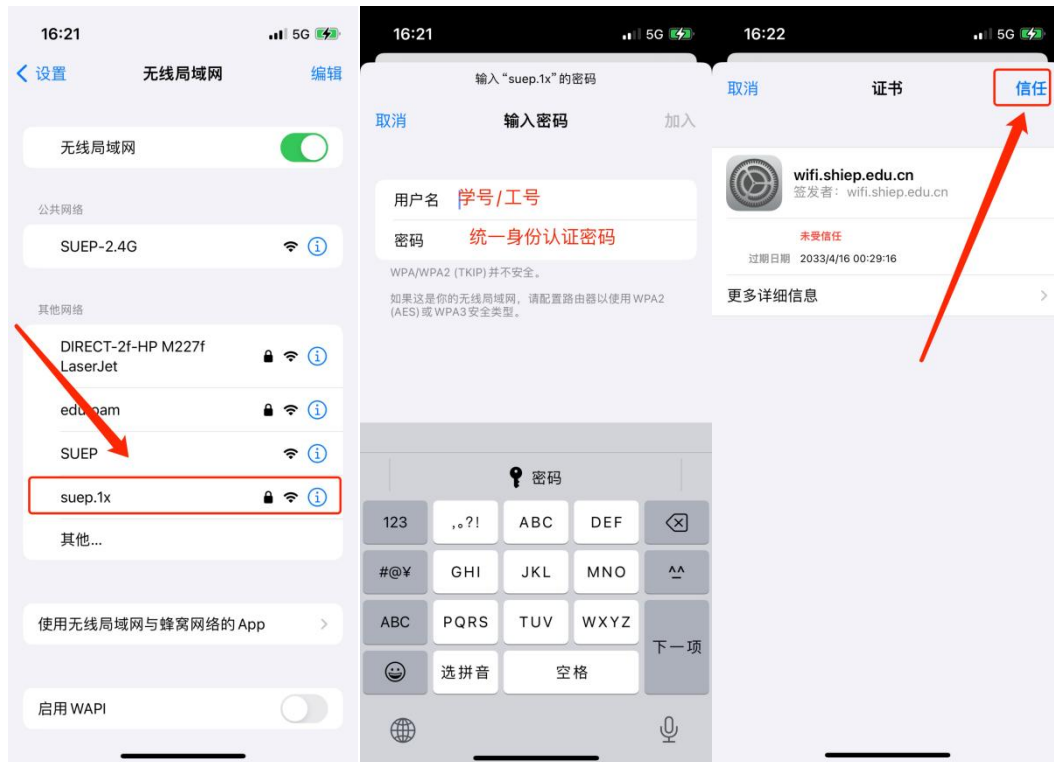 16:21
5G
设置
无线局域网
编辑
无线局域网
公共网络
SUEP-2.4G
其他网络
DIRECT-2f-HP M227f
LaserJet
eduroam
SUEP
suep.1x
其他...
使用无线局域网与蜂窝网络的 App
启用 WAPI
16:21
5G
输入“suep.1x”的密码
取消
输入密码
加入
用户名 学号/工号
密码 统一身份认证密码
WPA/WPA2 (TKIP) 并不安全。
如果这是你的无线局域网，请配置路由器以使用 WPA2
(AES) 或 WPA3 安全类型。
密码
123 ,。?! ABC DEF
#@¥ GHI JKL MNO ^^
ABC PQRS TUV WXYZ
下一项
选拼音 空格
16:22
5G
取消
证书
信任
wifi.shiep.edu.cn
签发者：wifi.shiep.edu.cn
未受信任
过期日期 2033/4/16 00:29:16
更多详细信息